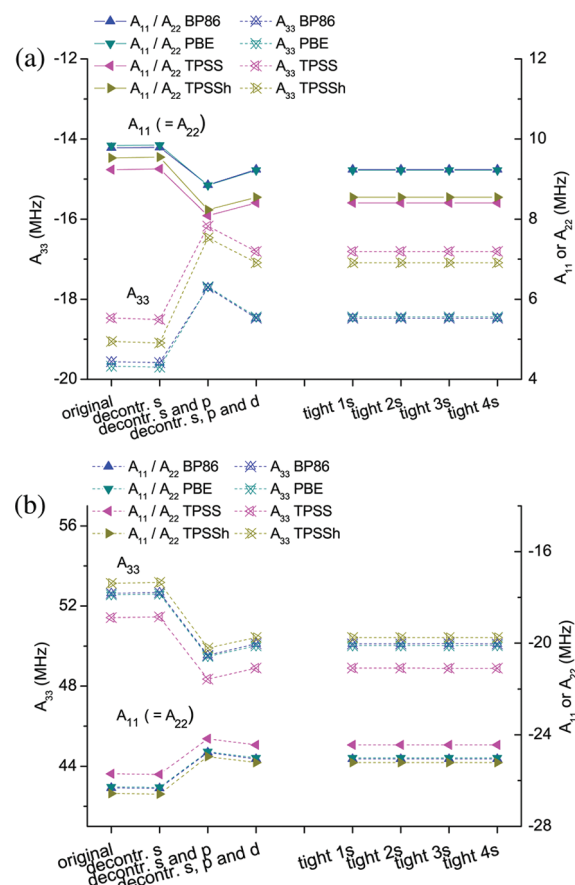 (a)
A11 / A22 BP86
A33 BP86
A11 / A22 PBE
A33 PBE
A11 / A22 TPSS
A33 TPSS
A11 / A22 TPSSh
A33 TPSSh
-12
-14
-16
-18
-20
A33 (MHz)
A11 ( = A22)
A33
12
10
8
6
4
A11 or A22 (MHz)
original
decontr. s
decontr. s and p
decontr. s, p and d
tight 1s
tight 2s
tight 3s
tight 4s
(b)
A11 / A22 BP86
A33 BP86
A11 / A22 PBE
A33 PBE
A11 / A22 TPSS
A33 TPSS
A11 / A22 TPSSh
A33 TPSSh
56
52
48
44
A33 (MHz)
A33
A11 ( = A22)
-16
-20
-24
-28
A11 or A22 (MHz)
original
decontr. s
decontr. s and p
decontr. s, p and d
tight 1s
tight 2s
tight 3s
tight 4s